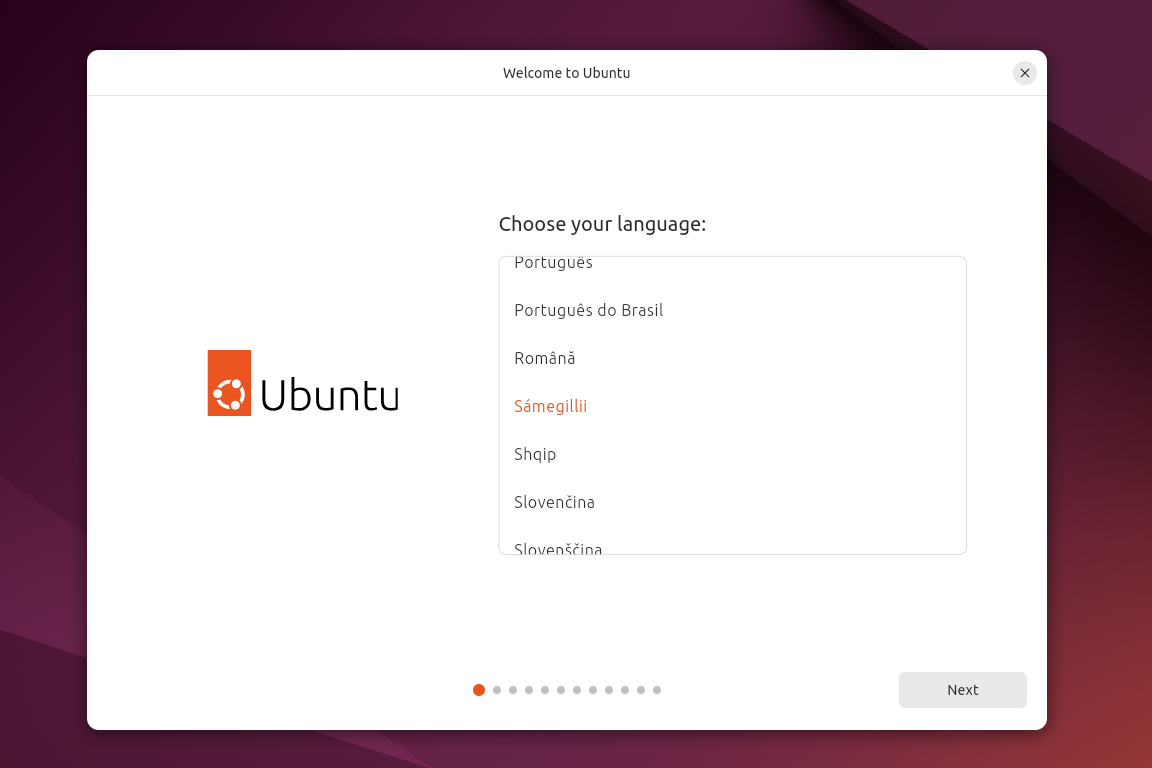 Welcome to Ubuntu
Choose your language:
Português
Português do Brasil
Română
Sámegillii
Shqip
Slovenčina
Slovenščina
Ubuntu
Next